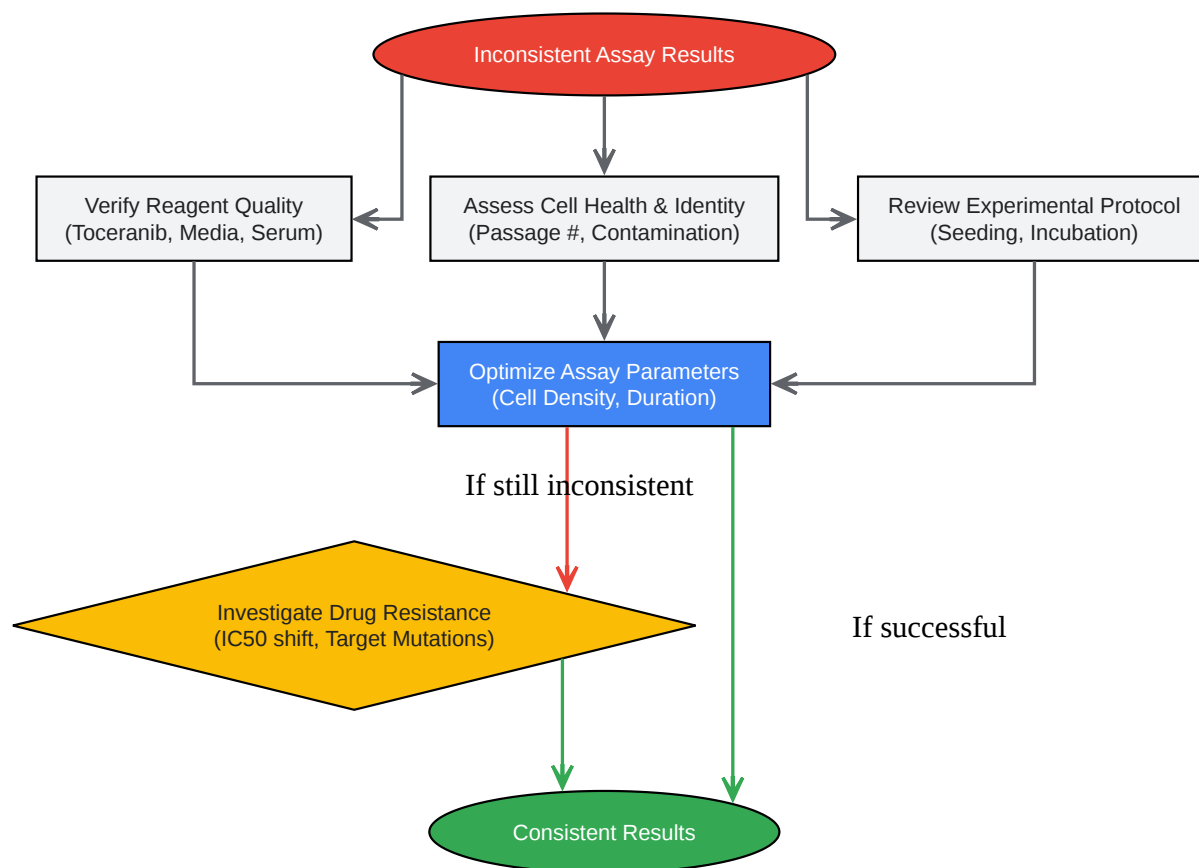 Inconsistent Assay Results
Verify Reagent Quality
(Toceranib, Media, Serum)
Assess Cell Health & Identity
(Passage #, Contamination)
Review Experimental Protocol
(Seeding, Incubation)
Optimize Assay Parameters
(Cell Density, Duration)
If still inconsistent
Investigate Drug Resistance
(IC50 shift, Target Mutations)
If successful
Consistent Results